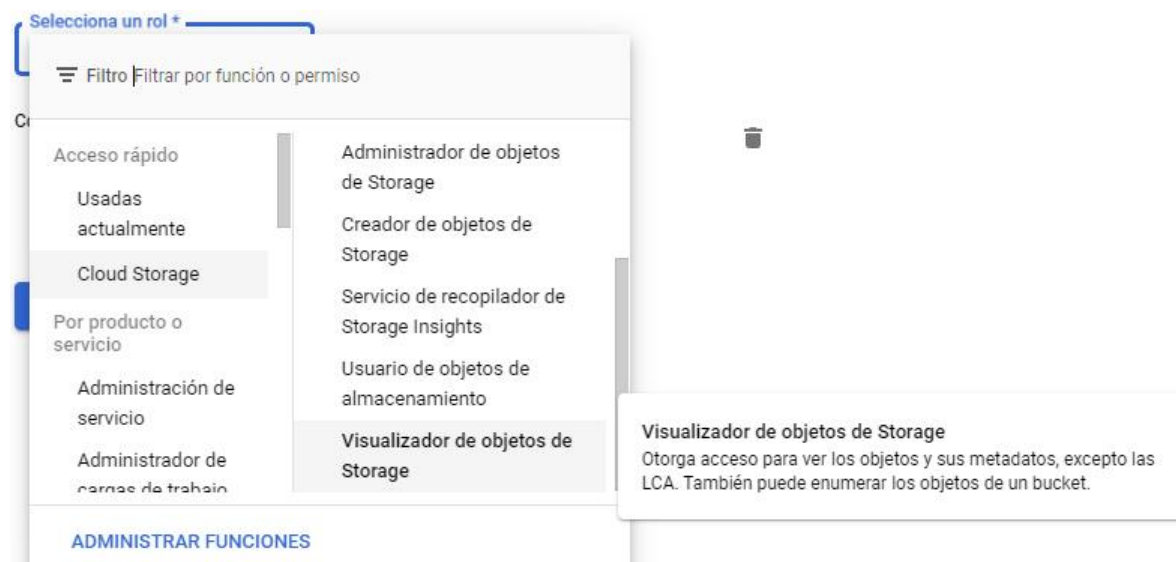 Selecciona un rol *
Filtro Filtrar por función o permiso
Acceso rápido
Usadas
actualmente
Cloud Storage
Por producto o
servicio
Administración de
servicio
Administrador de
cargas de trabajo
Administrador de objetos
de Storage
Creador de objetos de
Storage
Servicio de recopilador de
Storage Insights
Usuario de objetos de
almacenamiento
Visualizador de objetos de
Storage
Visualizador de objetos de Storage
Otorga acceso para ver los objetos y sus metadatos, excepto las
LCA. También puede enumerar los objetos de un bucket.
ADMINISTRAR FUNCIONES